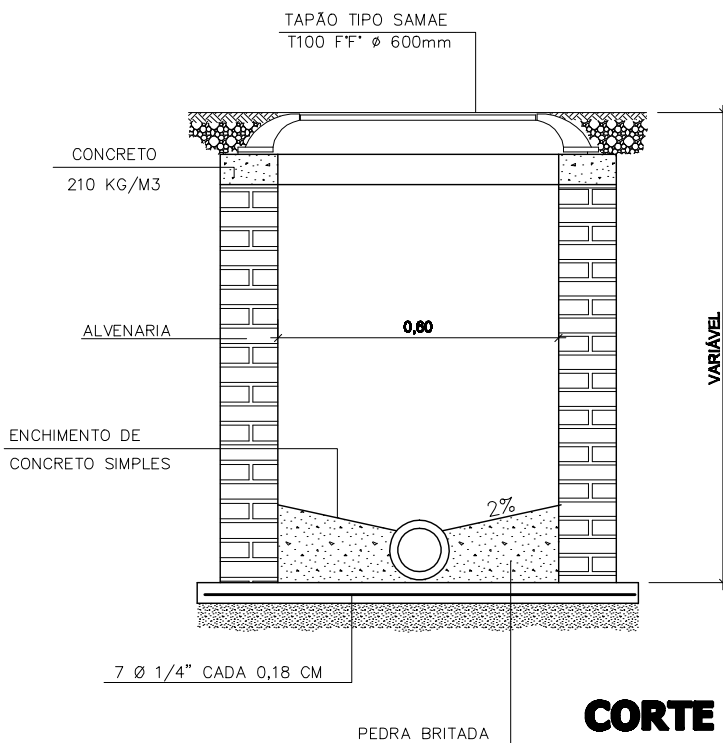 TAPÃO TIPO SAMAE
T100 F°F° Ø 600mm
CONCRETO
210 KG/M3
ALVENARIA
0,60
VARIÁVEL
ENCHIMENTO DE
CONCRETO SIMPLES
2%
7 Ø 1/4" CADA 0,18 CM
PEDRA BRITADA
CORTE